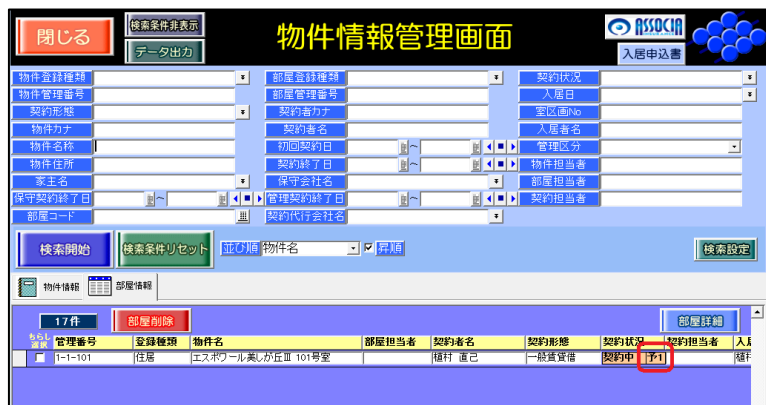 閉じる
検索条件非表示
データ出力
物件情報管理画面
ASSOCIA
入居申込書
物件登録種類 部屋登録種類 契約状況
物件管理番号 部屋管理番号 入居日
契約形態 契約者カナ 室区画No
物件カナ 契約者名 入居者名
物件名称 初回契約日 ～ 管理区分
物件住所 契約終了日 ～ 物件担当者
家主名 保守会社名 部屋担当者
保守契約終了日 ～ 管理契約終了日 ～ 契約担当者
部屋コード 契約代行会社名
検索開始 検索条件リセット 並び順 物件名 昇順 検索設定
物件情報 部屋情報
17件 部屋削除 部屋詳細
ちらし選択 管理番号 登録種類 物件名 部屋担当者 契約者名 契約形態 契約状況 契約担当者 入居
1-1-101 住居 エスポワール美しが丘Ⅲ 101号室 植村 直己 一般賃貸借 契約中 予1 植村